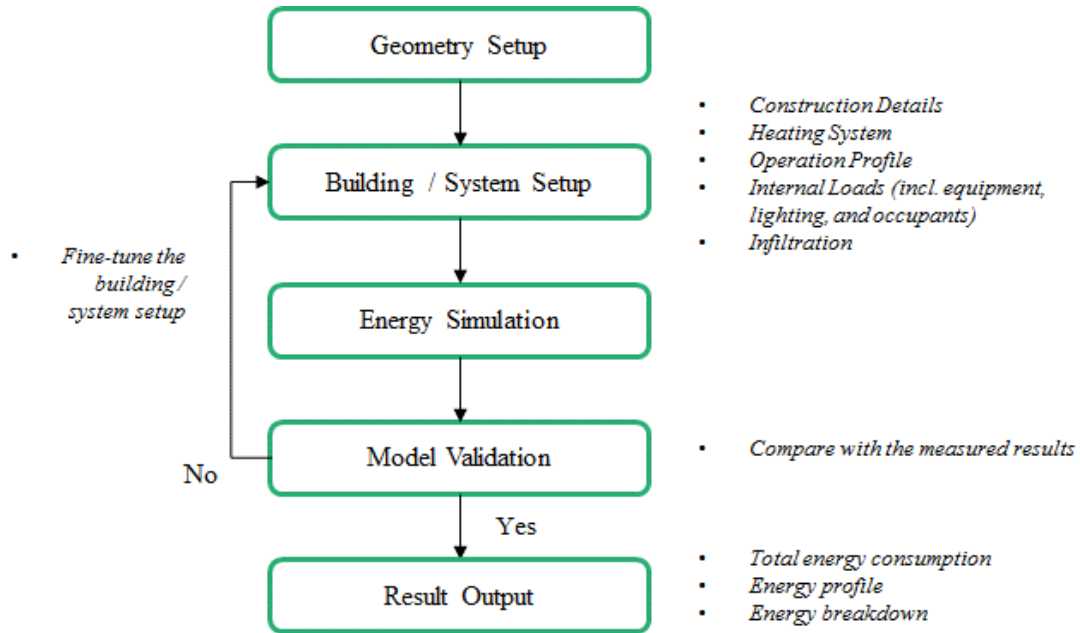 Geometry Setup
• Construction Details
• Heating System
• Operation Profile
• Internal Loads (incl. equipment,
lighting, and occupants)
• Infiltration
Building / System Setup
• Fine-tune the
building /
system setup
Energy Simulation
Model Validation
• Compare with the measured results
No
Yes
Result Output
• Total energy consumption
• Energy profile
• Energy breakdown